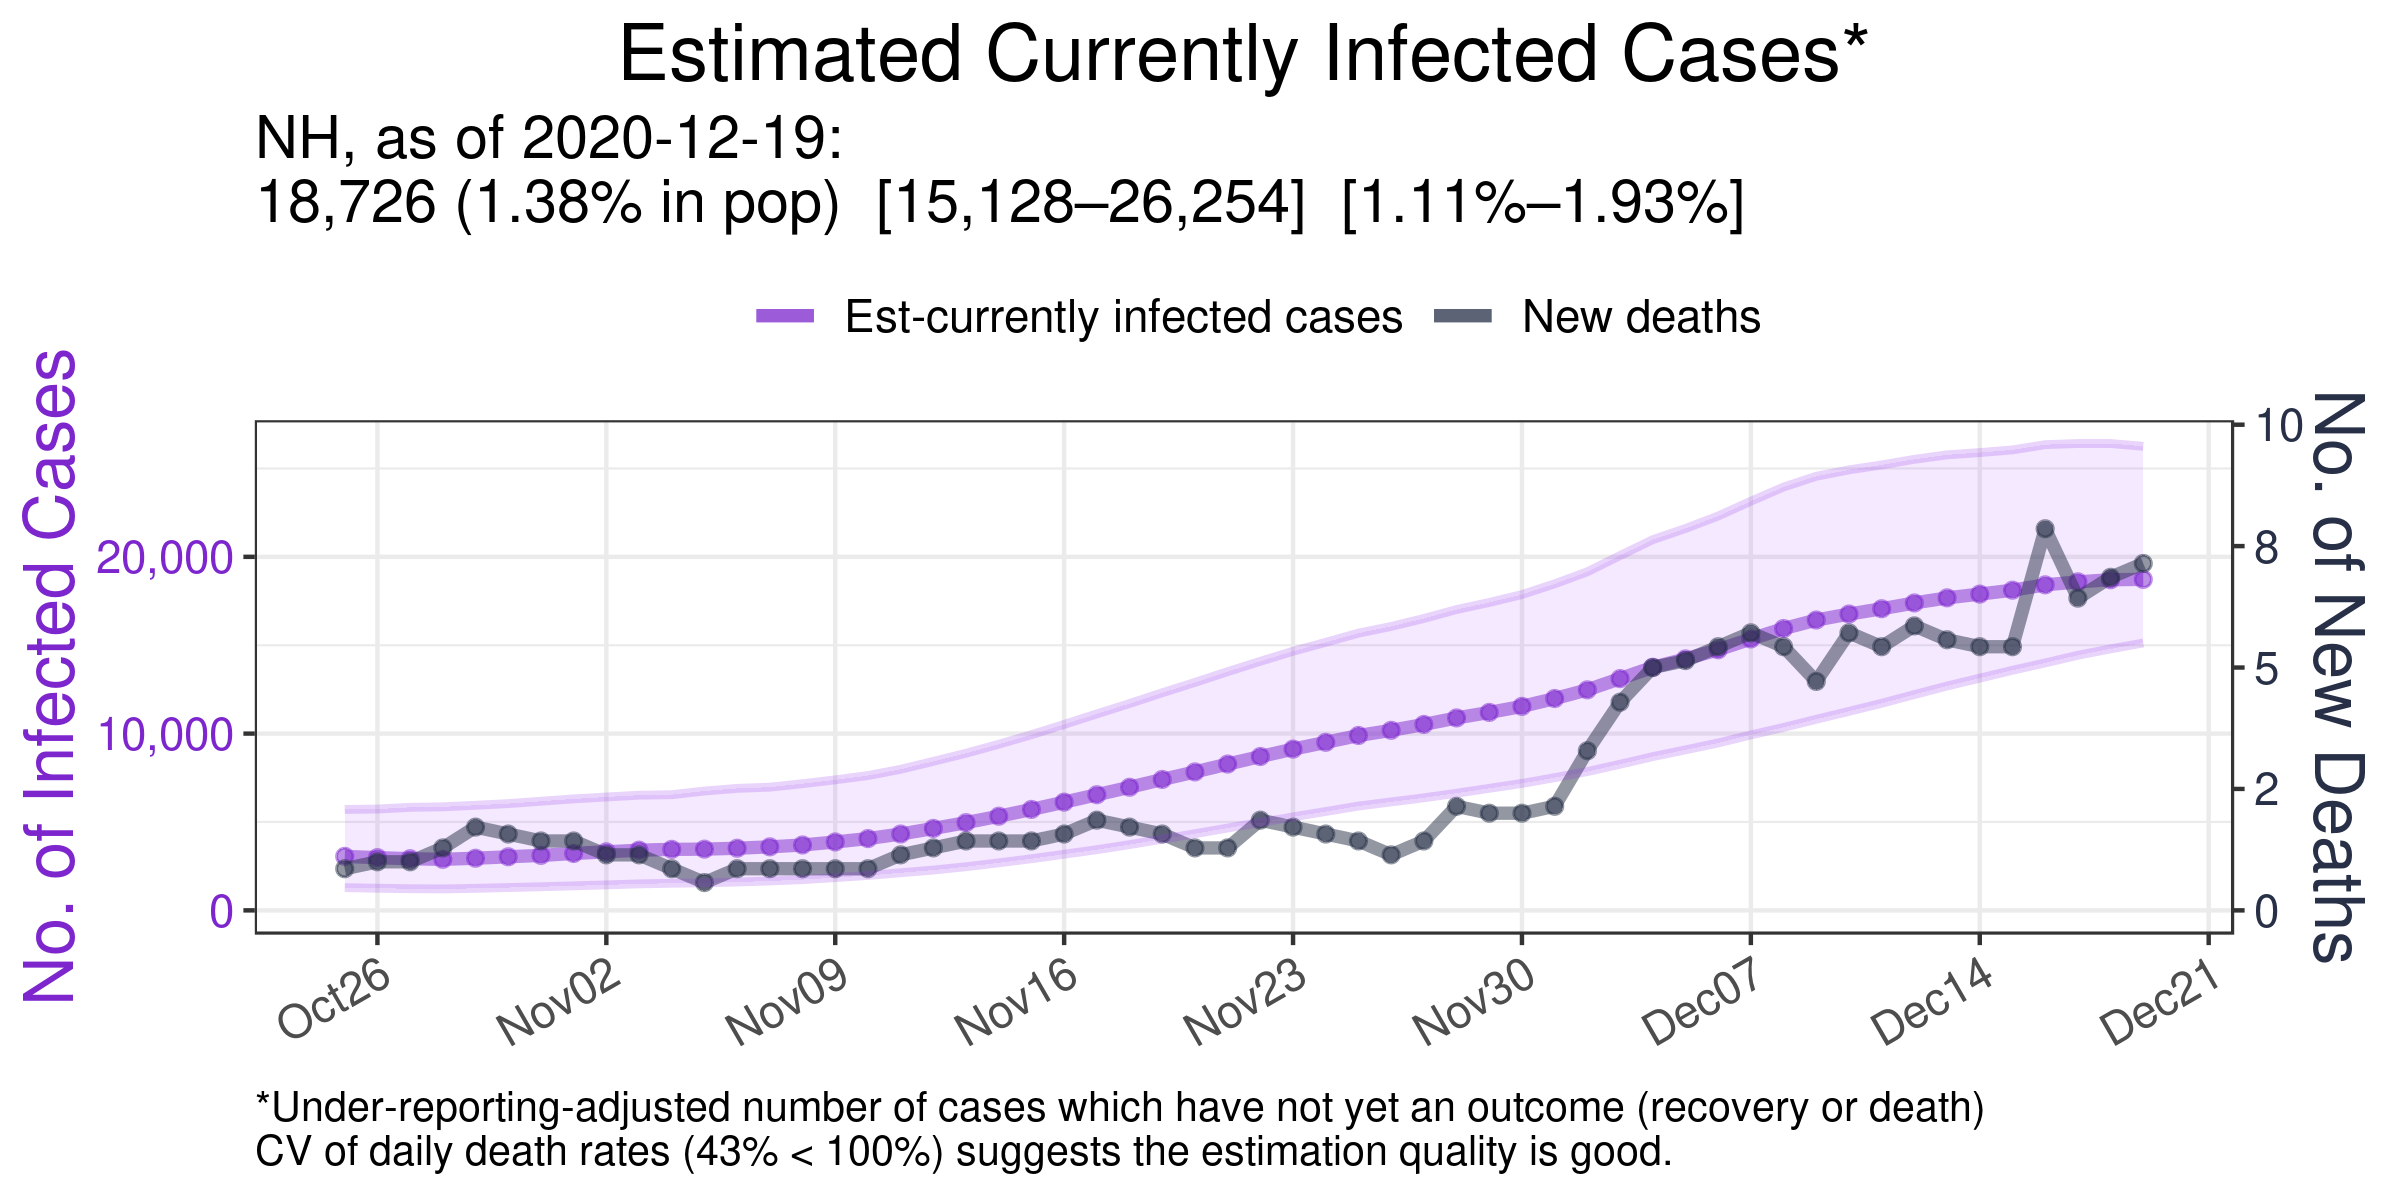 Estimated Currently Infected Cases*
NH, as of 2020-12-19:
18,726 (1.38% in pop)  [15,128–26,254]  [1.11%–1.93%]
Est-currently infected cases
New deaths
No. of Infected Cases
20,000
10,000
0
10
8
5
2
0
No. of New Deaths
Oct26
Nov02
Nov09
Nov16
Nov23
Nov30
Dec07
Dec14
Dec21
*Under-reporting-adjusted number of cases which have not yet an outcome (recovery or death)
CV of daily death rates (43% < 100%) suggests the estimation quality is good.